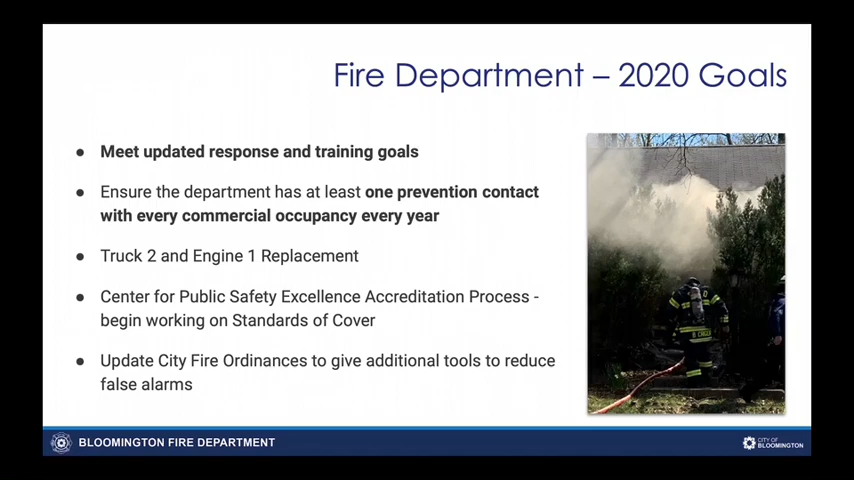 Fire Department – 2020 Goals
● Meet updated response and training goals
● Ensure the department has at least one prevention contact
with every commercial occupancy every year
● Truck 2 and Engine 1 Replacement
● Center for Public Safety Excellence Accreditation Process -
begin working on Standards of Cover
● Update City Fire Ordinances to give additional tools to reduce
false alarms
BLOOMINGTON FIRE DEPARTMENT
CITY OF
BLOOMINGTON